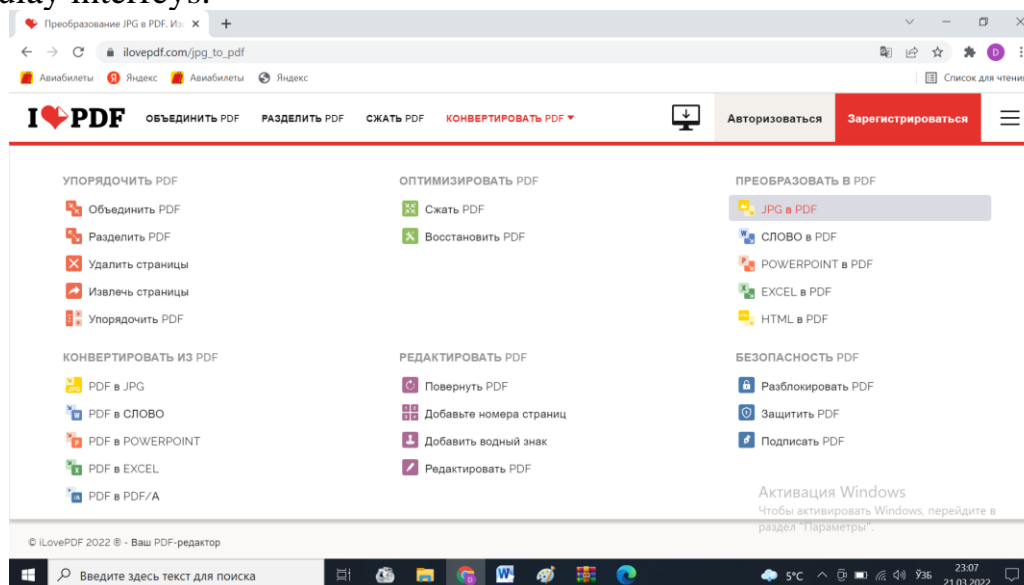 interfeys.
Преобразование JPG в PDF. Изо
ilovepdf.com/jpg_to_pdf
Авиабилеты Яндекс Авиабилеты Яндекс Список для чтения
I PDF ОБЪЕДИНИТЬ PDF РАЗДЕЛИТЬ PDF СЖАТЬ PDF КОНВЕРТИРОВАТЬ PDF Авторизоваться Зарегистрироваться
УПОРЯДОЧИТЬ PDF
Объединить PDF
Разделить PDF
Удалить страницы
Извлечь страницы
Упорядочить PDF
ОПТИМИЗИРОВАТЬ PDF
Сжать PDF
Восстановить PDF
ПРЕОБРАЗОВАТЬ В PDF
JPG в PDF
СЛОВО в PDF
POWERPOINT в PDF
EXCEL в PDF
HTML в PDF
КОНВЕРТИРОВАТЬ ИЗ PDF
PDF в JPG
PDF в СЛОВО
PDF в POWERPOINT
PDF в EXCEL
PDF в PDF/A
РЕДАКТИРОВАТЬ PDF
Повернуть PDF
Добавьте номера страниц
Добавить водный знак
Редактировать PDF
БЕЗОПАСНОСТЬ PDF
Разблокировать PDF
Защитить PDF
Подписать PDF
Активация Windows
Чтобы активировать Windows, перейдите в
раздел "Параметры".
© iLovePDF 2022 ® - Ваш PDF-редактор
Введите здесь текст для поиска
5°C ЎЗБ 23:07
21.03.2022